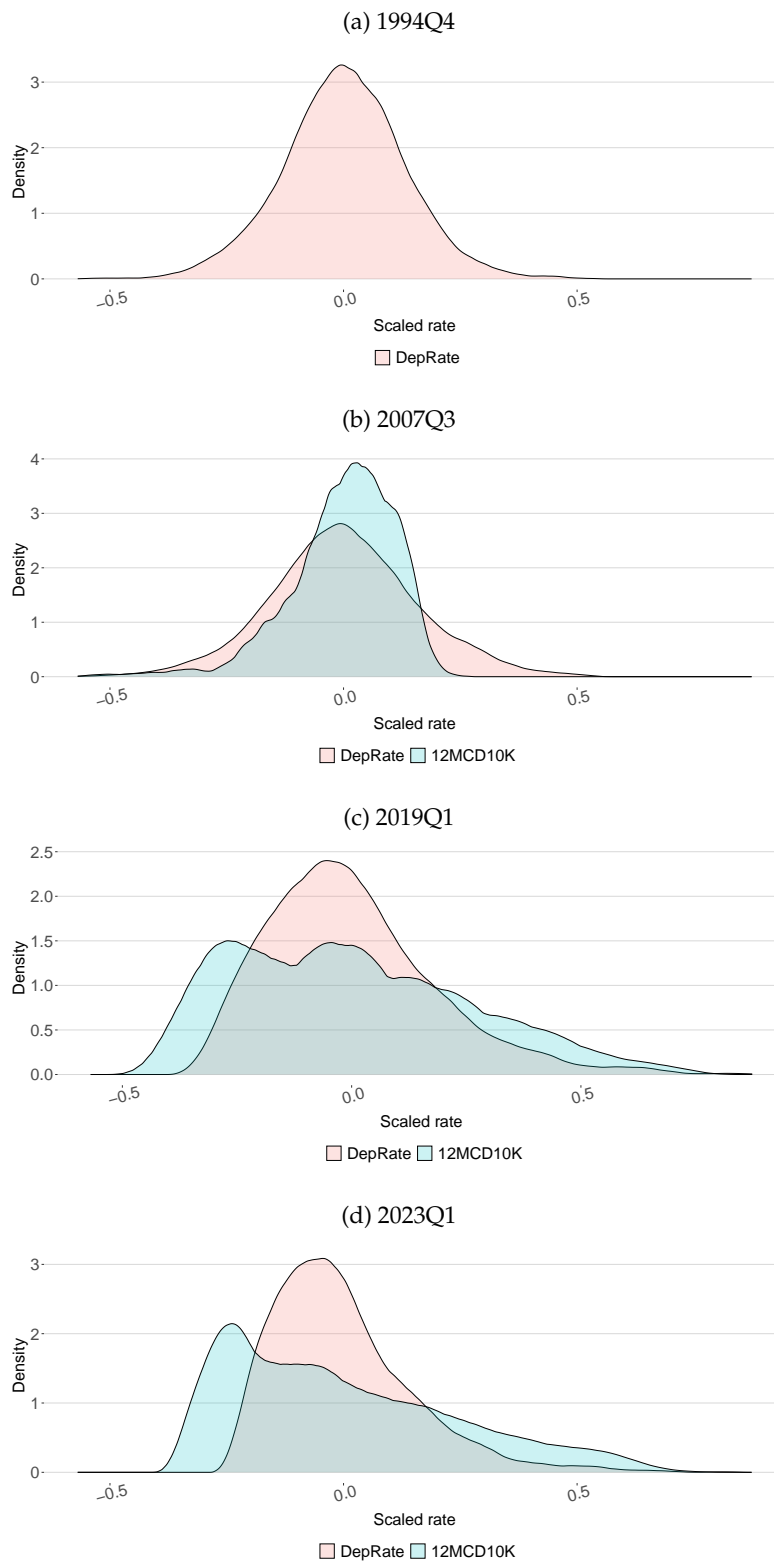 (a) 1994Q4
3
2
1
0
Density
−0.5 0.0 0.5
Scaled rate
DepRate
(b) 2007Q3
4
3
2
1
0
Density
−0.5 0.0 0.5
Scaled rate
DepRate 12MCD10K
(c) 2019Q1
2.5
2.0
1.5
1.0
0.5
0.0
Density
−0.5 0.0 0.5
Scaled rate
DepRate 12MCD10K
(d) 2023Q1
3
2
1
0
Density
−0.5 0.0 0.5
Scaled rate
DepRate 12MCD10K